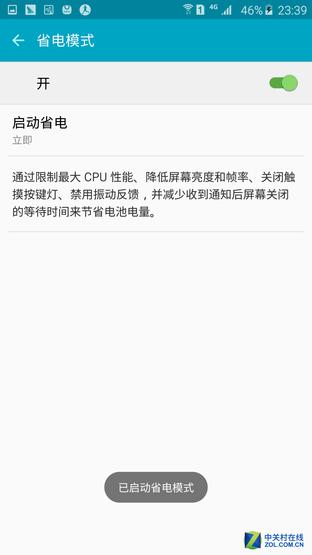 1 4G 46% 23:39
省电模式
开
启动省电
立即
通过限制最大 CPU 性能、降低屏幕亮度和帧率、关闭触
摸按键灯、禁用振动反馈，并减少收到通知后屏幕关闭
的等待时间来节省电池电量。
已启动省电模式
Z 中关村在线
ZOL.COM.CN